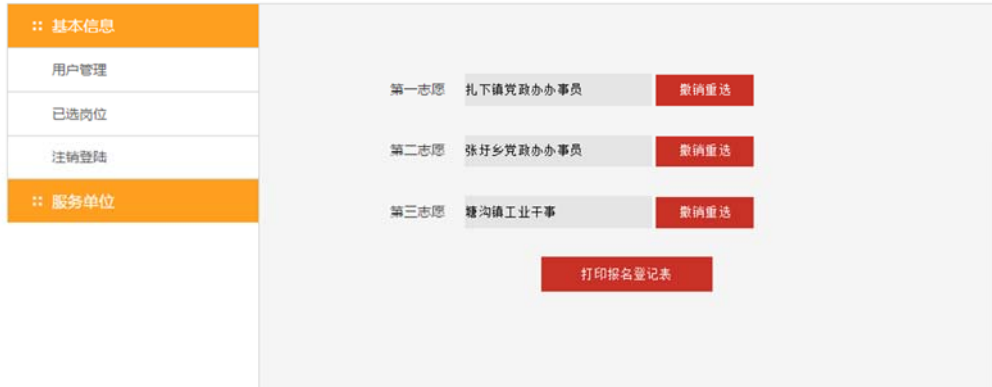 基本信息
用户管理
已选岗位
注销登陆
服务单位
第一志愿 扎下镇党政办办事员 撤销重选
第二志愿 张圩乡党政办办事员 撤销重选
第三志愿 塘沟镇工业干事 撤销重选
打印报名登记表